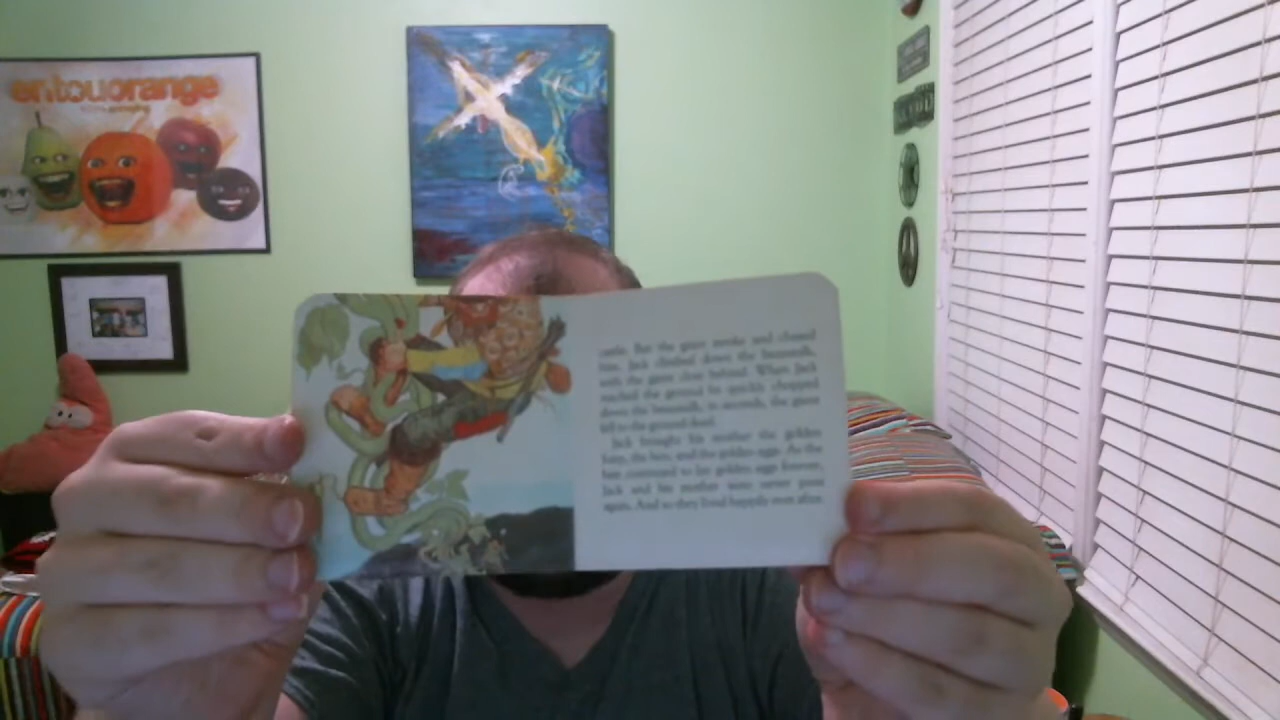 entouorange
castle. But the giant awoke and chased
him. Jack climbed down the beanstalk,
with the giant close behind. When Jack
reached the ground he quickly chopped
down the beanstalk. In seconds, the giant
fell to the ground dead.
Jack brought his mother the golden
harp, the hen, and the golden eggs. As the
hen continued to lay golden eggs forever,
Jack and his mother were never poor
again. And so they lived happily ever after.